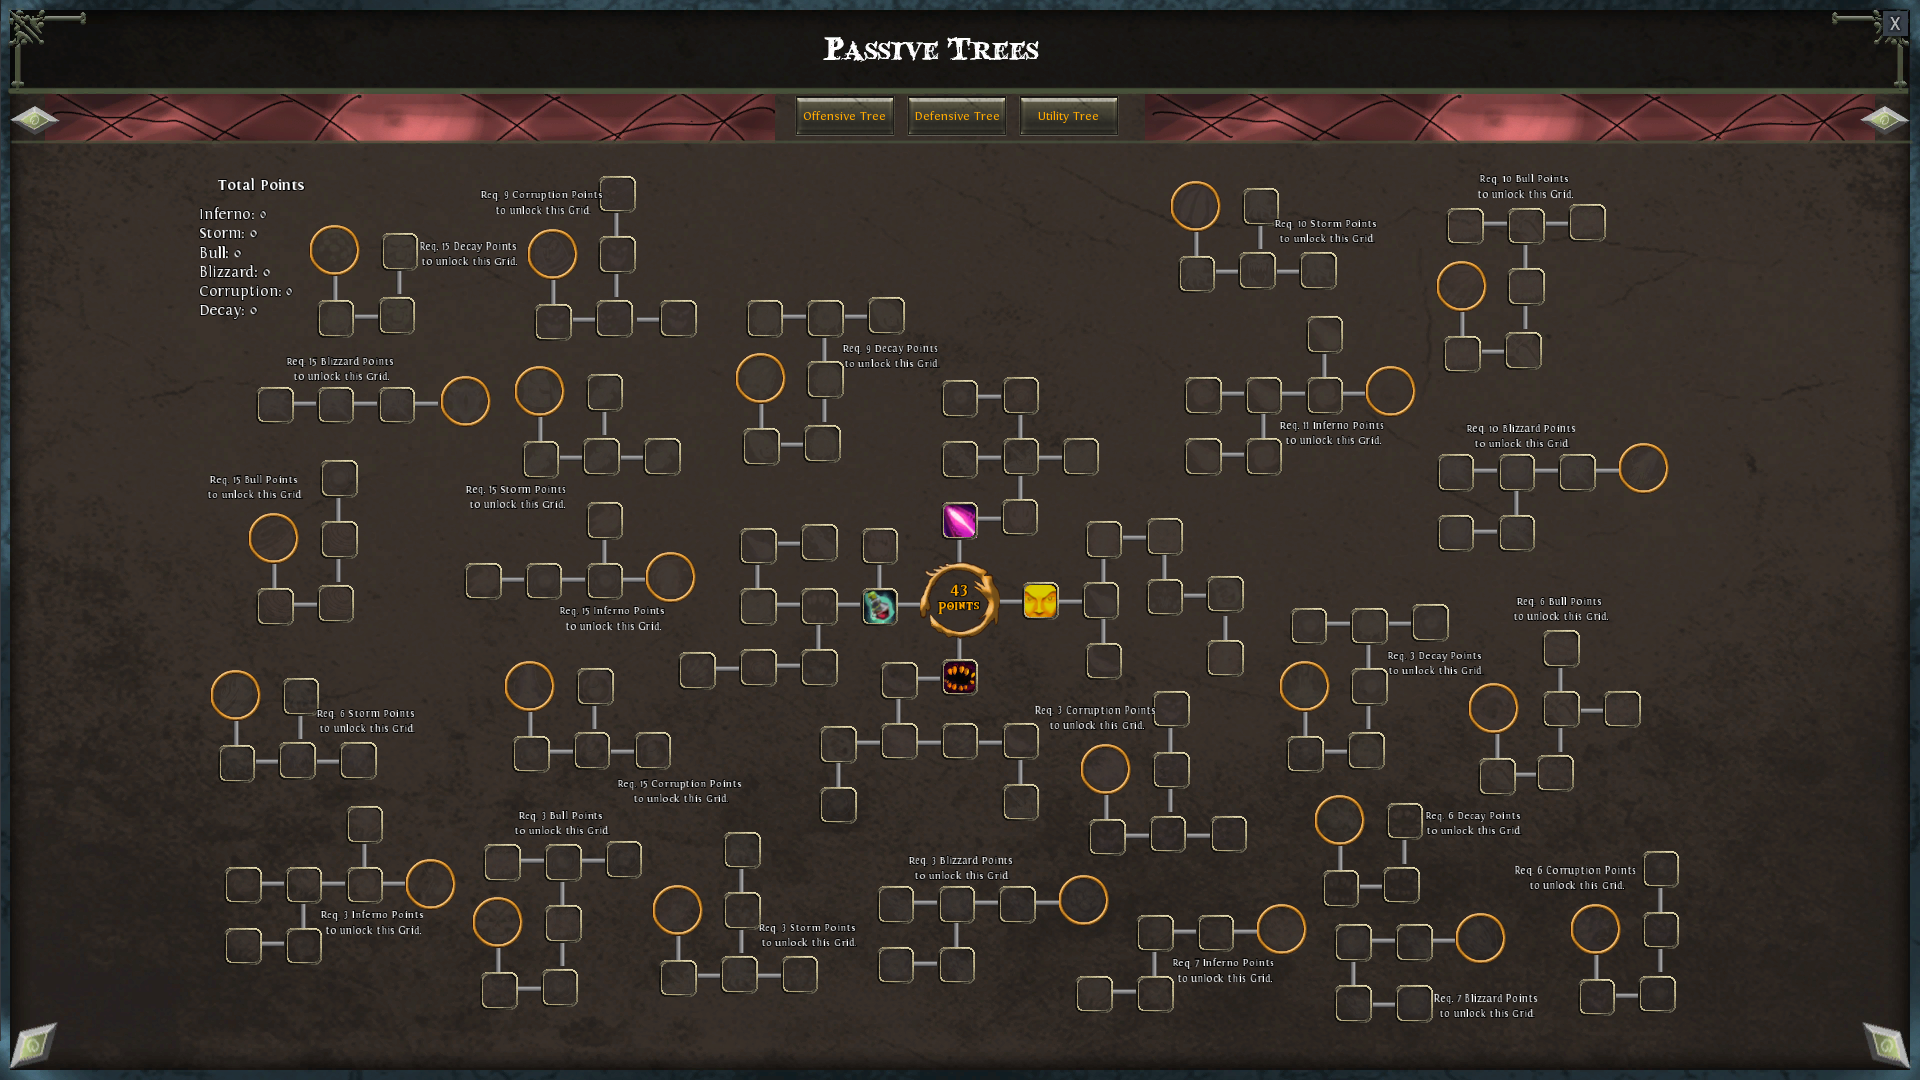 Passive Trees
X
Offensive Tree
Defensive Tree
Utility Tree
Total Points
Inferno: 0
Storm: 0
Bull: 0
Blizzard: 0
Corruption: 0
Decay: 0
Req. 9 Corruption Points
to unlock this Grid.
Req. 15 Decay Points
to unlock this Grid.
Req. 10 Storm Points
to unlock this Grid.
Req. 10 Bull Points
to unlock this Grid.
Req. 15 Blizzard Points
to unlock this Grid.
Req. 9 Decay Points
to unlock this Grid.
Req. 11 Inferno Points
to unlock this Grid.
Req. 10 Blizzard Points
to unlock this Grid.
Req. 15 Bull Points
to unlock this Grid.
Req. 15 Storm Points
to unlock this Grid.
Req. 15 Inferno Points
to unlock this Grid.
43
Points
Req. 6 Bull Points
to unlock this Grid.
Req. 3 Decay Points
to unlock this Grid.
Req. 6 Storm Points
to unlock this Grid.
Req. 3 Corruption Points
to unlock this Grid.
Req. 15 Corruption Points
to unlock this Grid.
Req. 3 Bull Points
to unlock this Grid.
Req. 6 Decay Points
to unlock this Grid.
Req. 3 Inferno Points
to unlock this Grid.
Req. 3 Storm Points
to unlock this Grid.
Req. 3 Blizzard Points
to unlock this Grid.
Req. 6 Corruption Points
to unlock this Grid.
Req. 7 Inferno Points
to unlock this Grid.
Req. 7 Blizzard Points
to unlock this Grid.